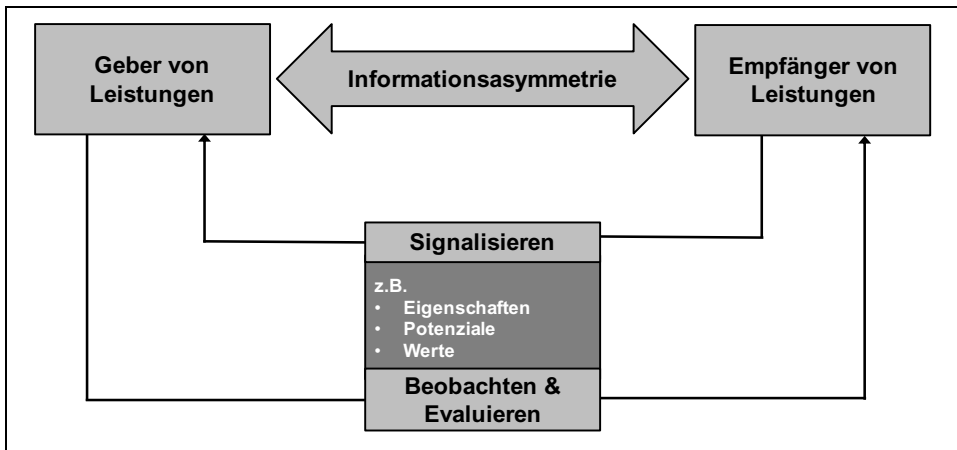 Geber von
Leistungen
Informationsasymmetrie
Empfänger von
Leistungen
Signalisieren
z.B.
• Eigenschaften
• Potenziale
• Werte
Beobachten &
Evaluieren